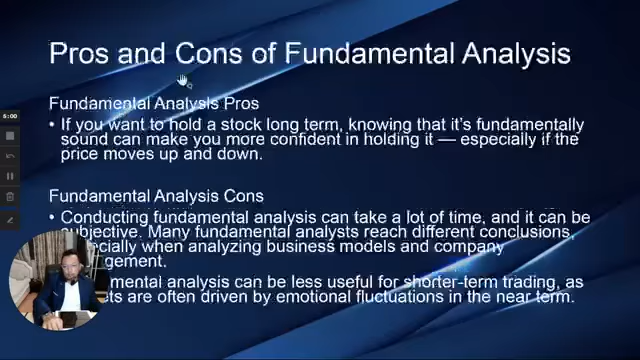 Pros and Cons of Fundamental Analysis
Fundamental Analysis Pros
• If you want to hold a stock long term, knowing that it's fundamentally
sound can make you more confident in holding it — especially if the
price moves up and down.
Fundamental Analysis Cons
• Conducting fundamental analysis can take a lot of time, and it can be
subjective. Many fundamental analysts reach different conclusions,
when analyzing business models and company
analysis can be less useful for shorter-term trading, as
are often driven by emotional fluctuations in the near term.
5:00